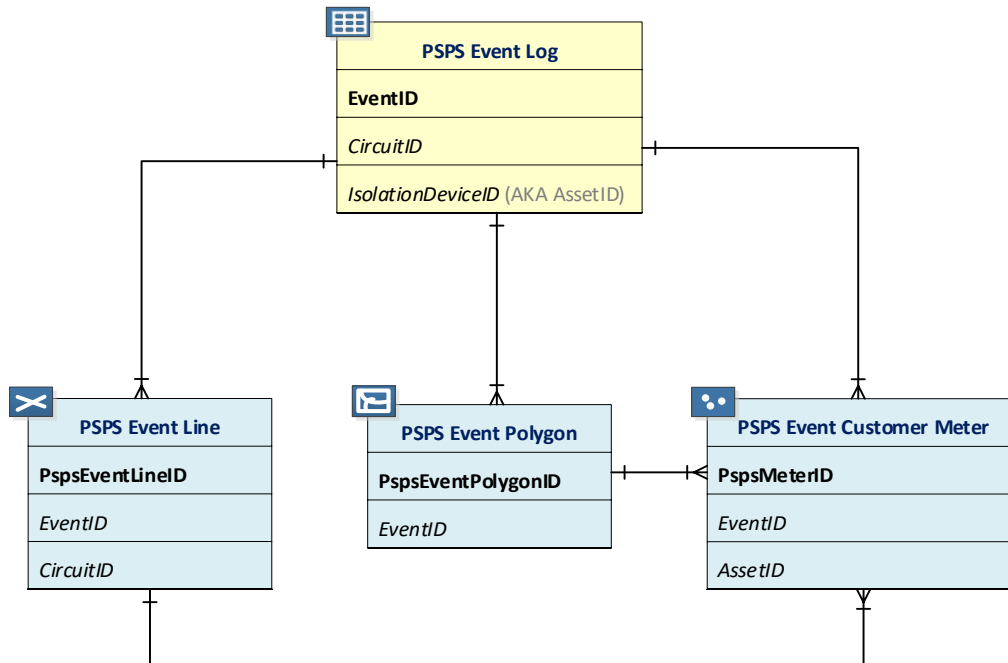 PSPS Event Log
EventID
CircuitID
IsolationDeviceID (AKA AssetID)
PSPS Event Line
PspsEventLineID
EventID
CircuitID
PSPS Event Polygon
PspsEventPolygonID
EventID
PSPS Event Customer Meter
PspsMeterID
EventID
AssetID